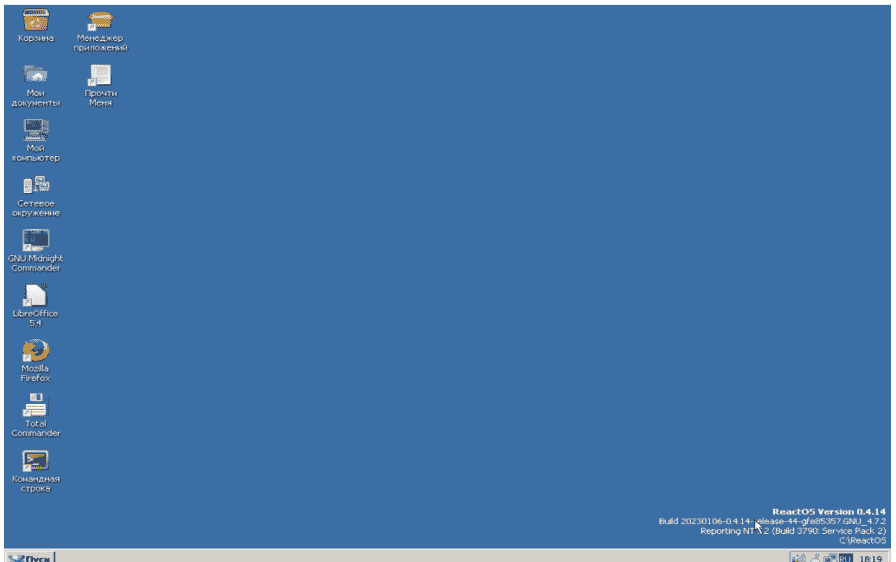 Корзина
Менеджер
приложений
Мои
документы
Прочти
Меня
Мой
компьютер
Сетевое
окружение
GNU Midnight
Commander
LibreOffice
5.4
Mozilla
Firefox
Total
Commander
Командная
строка
ReactOS Version 0.4.14
Build 20230106-0.4.14-release-44-gfe85357.GNU_4.7.2
Reporting NT 5.2 (Build 3790: Service Pack 2)
C:\ReactOS
Пуск
RU 18:19